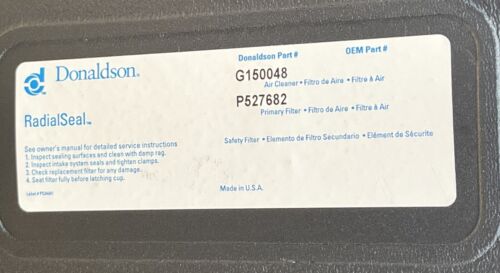 Donaldson Part #
OEM Part #
Donaldson®
G150048
Air Cleaner • Filtro de Aire • Filtre à Air
P527682
Primary Filter • Filtro de Aire • Filtre à Air
RadialSeal™
Safety Filter • Elemento de Filtro Secundario • Elément de Sécurite
See owner's manual for detailed service instructions
1. Inspect sealing surfaces and clean with damp rag.
2. Inspect intake system seals and tighten clamps.
3. Check replacement filter for any damage.
4. Seat filter fully before latching cup.
Made in U.S.A.